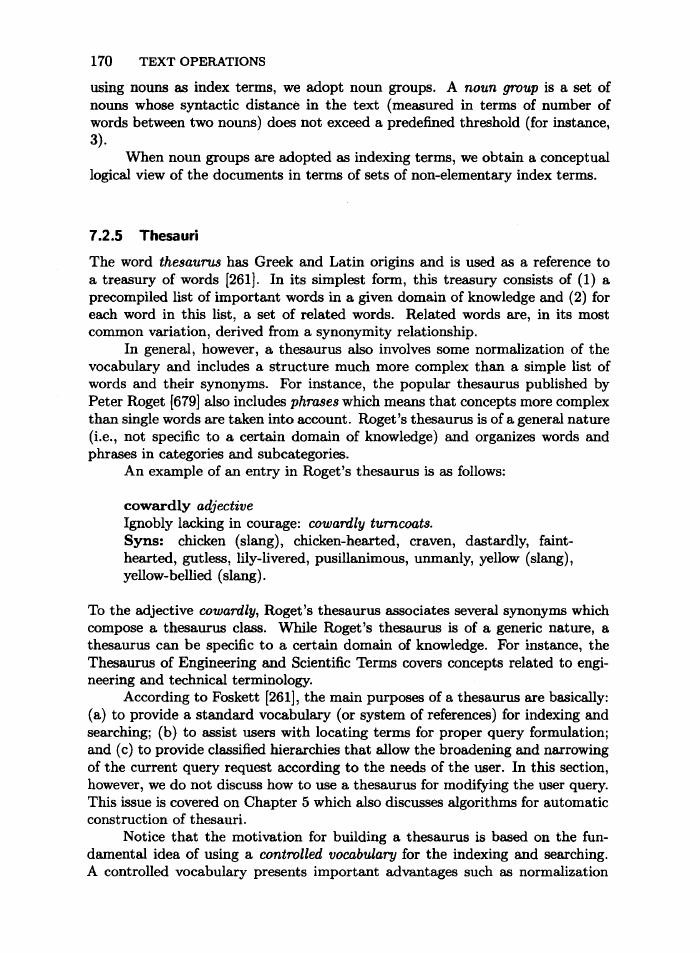 170 TEXT OPERATIONS
using nouns as index terms, we adopt noun groups. A noun group is a set of
nouns whose syntactic distance in the text (measured in terms of number of
words between two nouns) does not exceed a predefined threshold (for instance,
3).
When noun groups are adopted as indexing terms, we obtain a conceptual
logical view of the documents in terms of sets of non-elementary index terms.
7.2.5 Thesauri
The word thesaurus has Greek and Latin origins and is used as a reference to
a treasury of words [261]. In its simplest form, this treasury consists of (1) a
precompiled list of important words in a given domain of knowledge and (2) for
each word in this list, a set of related words. Related words are, in its most
common variation, derived from a synonymity relationship.
In general, however, a thesaurus also involves some normalization of the
vocabulary and includes a structure much more complex than a simple list of
words and their synonyms. For instance, the popular thesaurus published by
Peter Roget [679] also includes phrases which means that concepts more complex
than single words are taken into account. Roget's thesaurus is of a general nature
(i.e., not specific to a certain domain of knowledge) and organizes words and
phrases in categories and subcategories.
An example of an entry in Roget's thesaurus is as follows:
cowardly adjective
Ignobly lacking in courage: cowardly turncoats.
Syns: chicken (slang), chicken-hearted, craven, dastardly, faint-
hearted, gutless, lily-livered, pusillanimous, unmanly, yellow (slang),
yellow-bellied (slang).
To the adjective cowardly, Roget's thesaurus associates several synonyms which
compose a thesaurus class. While Roget's thesaurus is of a generic nature, a
thesaurus can be specific to a certain domain of knowledge. For instance, the
Thesaurus of Engineering and Scientific Terms covers concepts related to engi-
neering and technical terminology.
According to Foskett [261], the main purposes of a thesaurus are basically:
(a) to provide a standard vocabulary (or system of references) for indexing and
searching; (b) to assist users with locating terms for proper query formulation;
and (c) to provide classified hierarchies that allow the broadening and narrowing
of the current query request according to the needs of the user. In this section,
however, we do not discuss how to use a thesaurus for modifying the user query.
This issue is covered on Chapter 5 which also discusses algorithms for automatic
construction of thesauri.
Notice that the motivation for building a thesaurus is based on the fun-
damental idea of using a controlled vocabulary for the indexing and searching.
A controlled vocabulary presents important advantages such as normalization